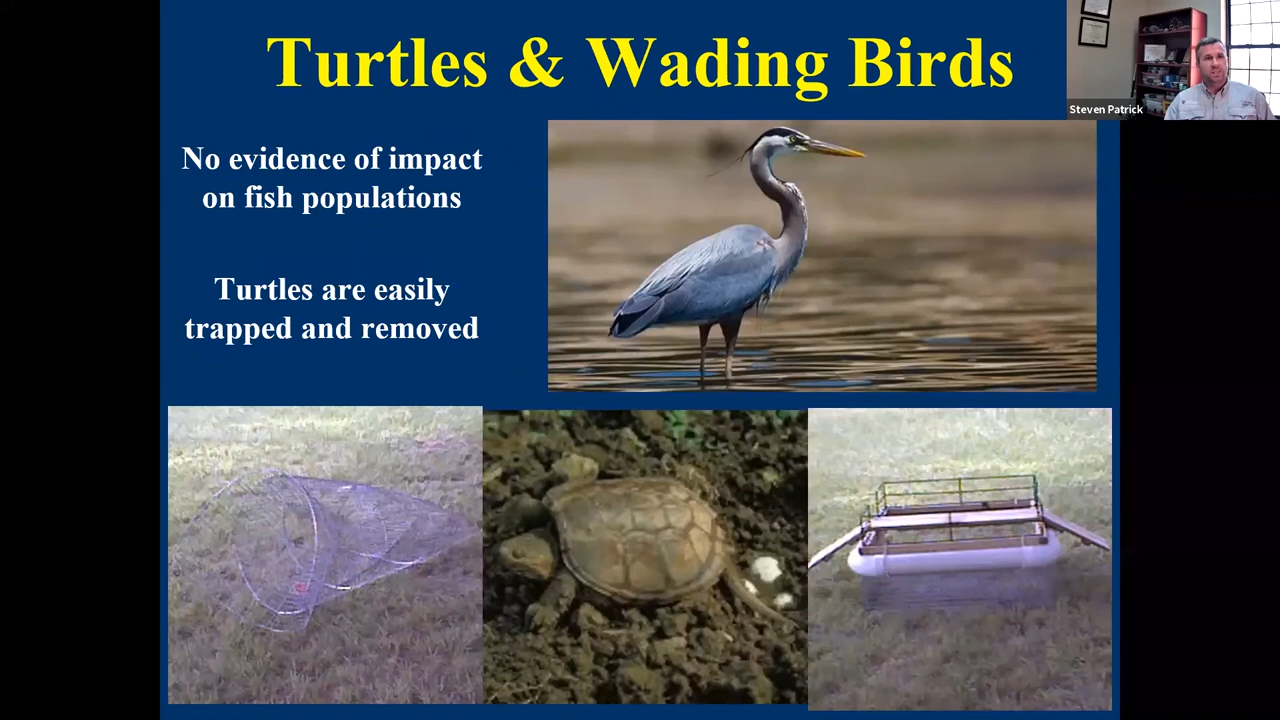 Turtles & Wading Birds
Steven Patrick
No evidence of impact
on fish populations
Turtles are easily
trapped and removed